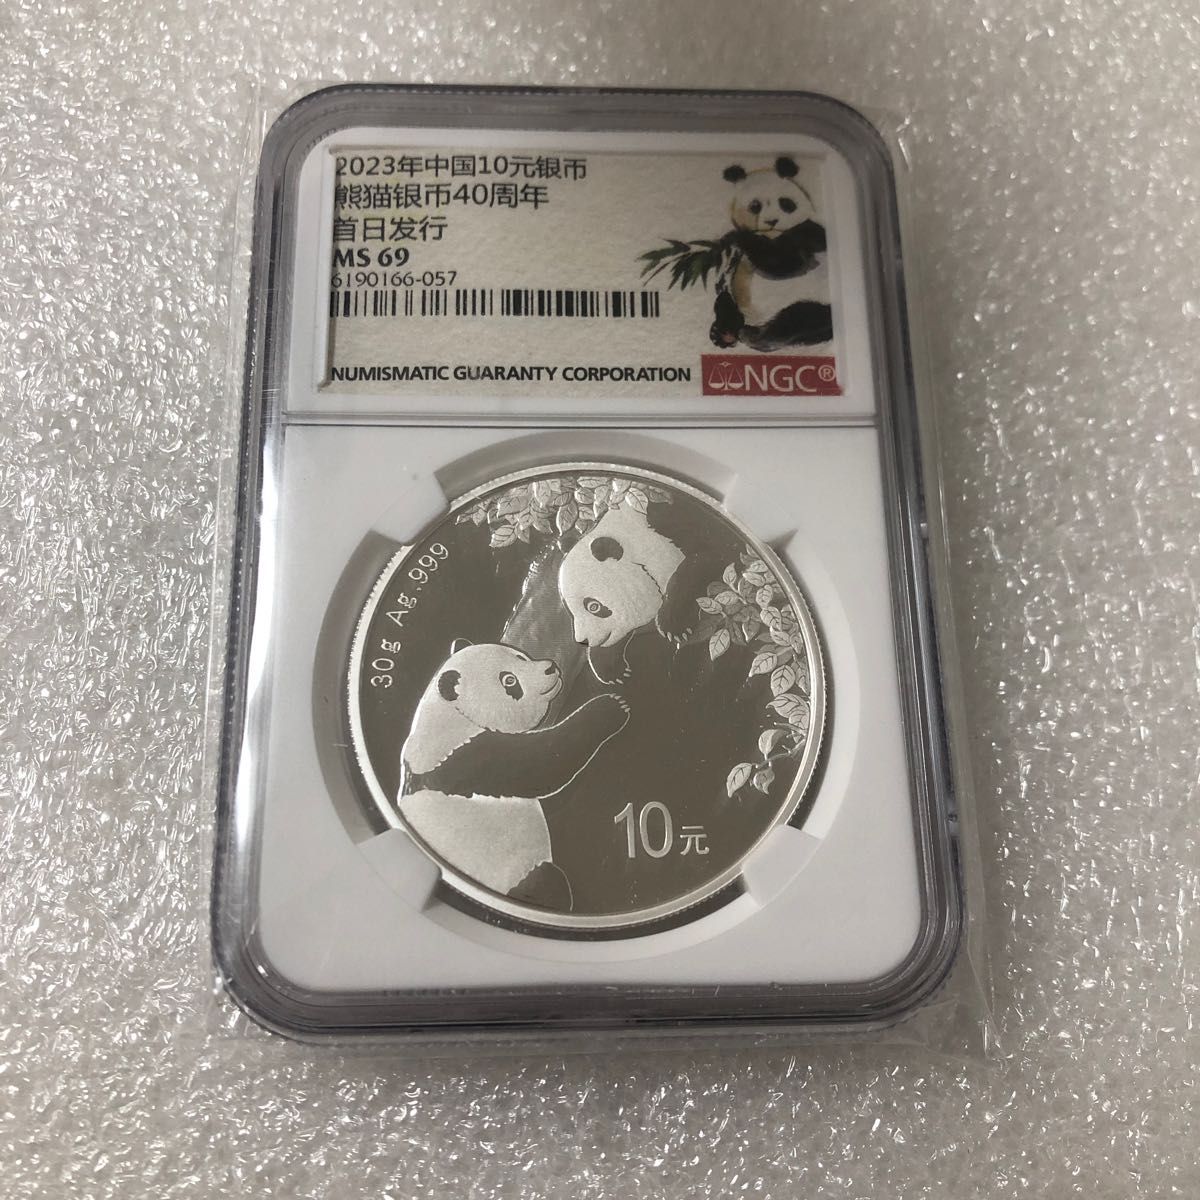 2023年中国10元银币
熊猫银币40周年
首日发行
MS 69
6190166-057
NUMISMATIC GUARANTY CORPORATION
NGC®
30g Ag.999
10元